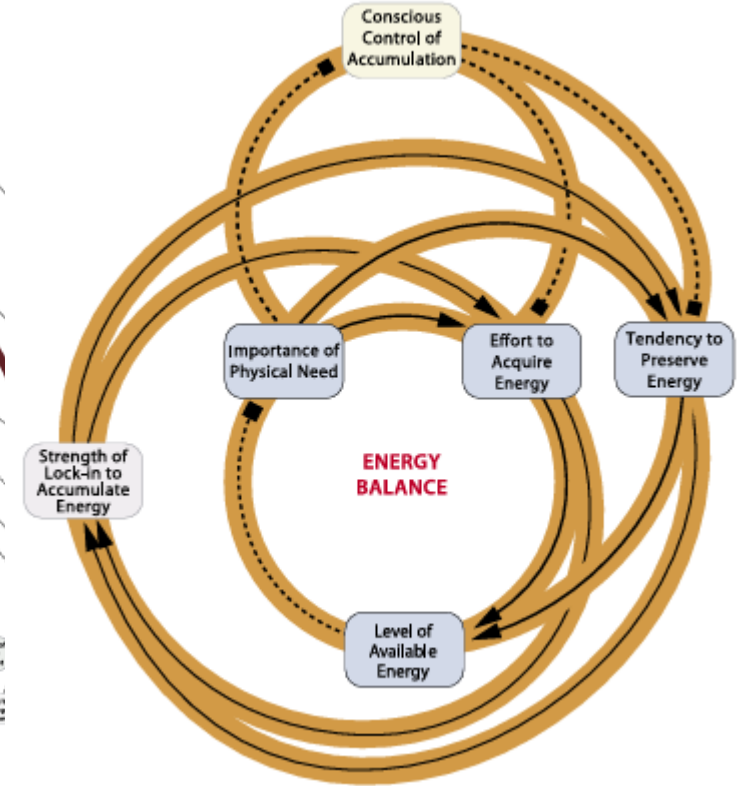 Conscious
Control of
Accumulation
Importance of
Physical Need
Effort to
Acquire
Energy
Tendency to
Preserve
Energy
Strength of
Lock-in to
Accumulate
Energy
ENERGY
BALANCE
Level of
Available
Energy